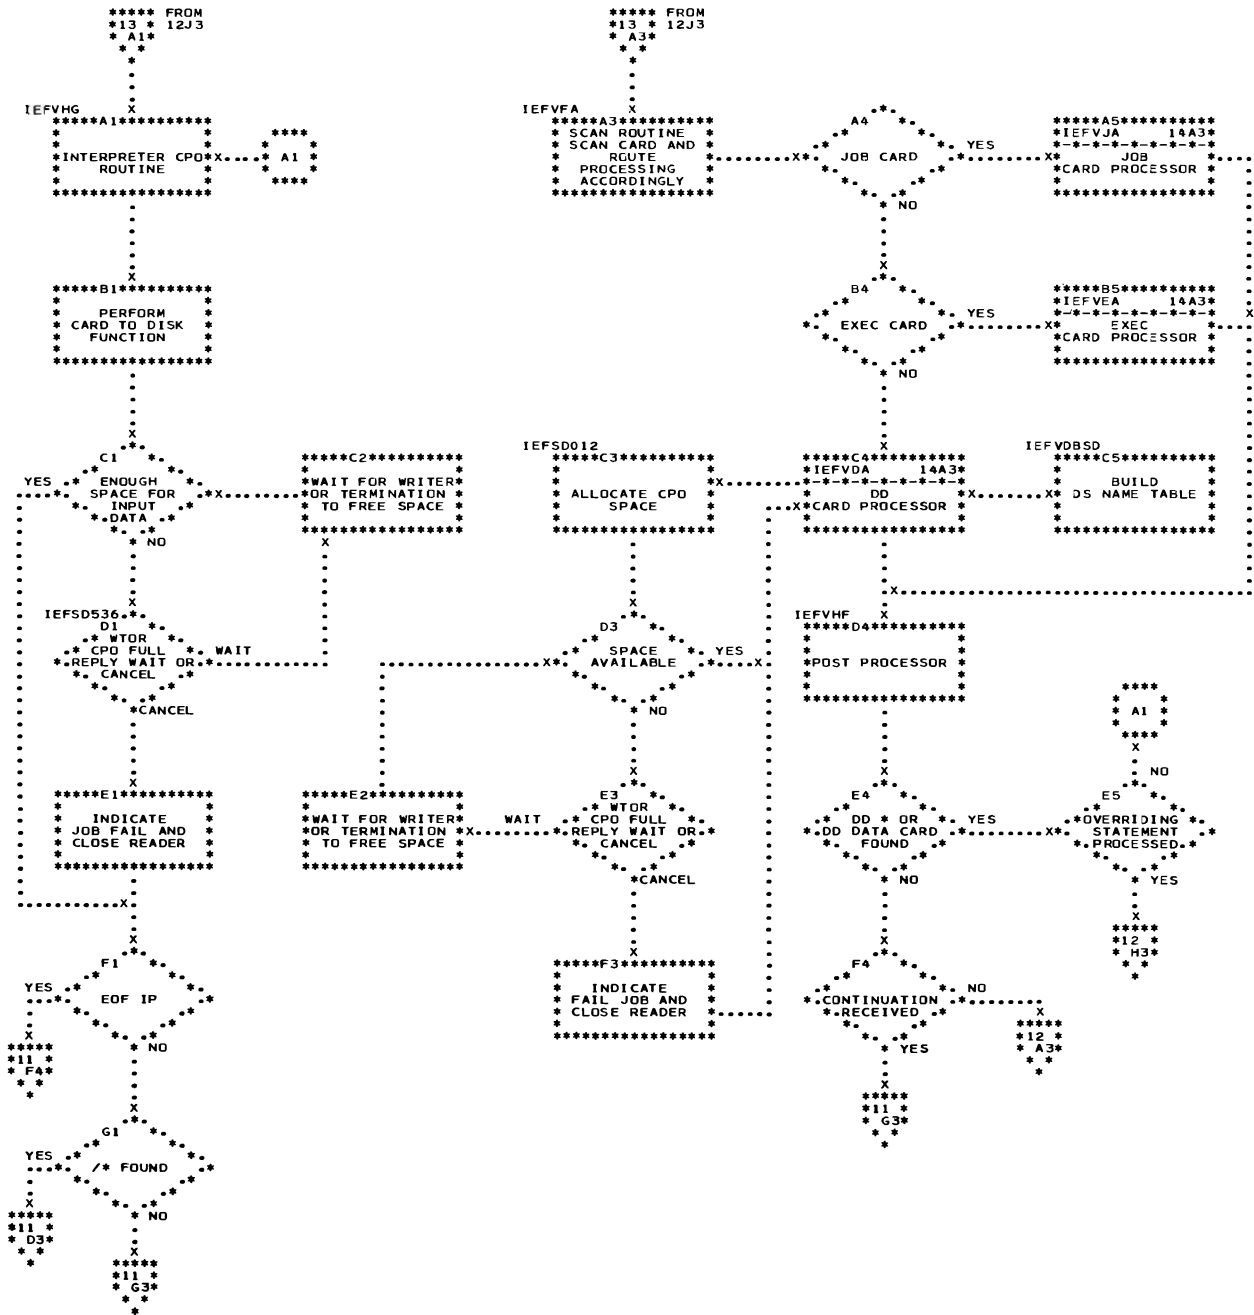 FROM
12J3
13
A1
FROM
12J3
13
A3
IEFVHG
A1
INTERPRETER CPO
ROUTINE
A1
IEFVFA
A3
SCAN ROUTINE
SCAN CARD AND
ROUTE
PROCESSING
ACCORDINGLY
A4
JOB CARD
YES
NO
A5
IEFVJA 14A3
JOB
CARD PROCESSOR
B1
PERFORM
CARD TO DISK
FUNCTION
B4
EXEC CARD
YES
NO
B5
IEFVEA 14A3
EXEC
CARD PROCESSOR
C1
ENOUGH
SPACE FOR
INPUT
DATA
YES
NO
C2
WAIT FOR WRITER
OR TERMINATION
TO FREE SPACE
IEFSD012
C3
ALLOCATE CPO
SPACE
C4
IEFVDA 14A3
DD
CARD PROCESSOR
IEFVDBSD
C5
BUILD
DS NAME TABLE
IEFSD536
D1
WTOR
CPO FULL
REPLY WAIT OR
CANCEL
WAIT
CANCEL
D3
SPACE
AVAILABLE
YES
NO
IEFVHF
D4
POST PROCESSOR
A1
NO
E1
INDICATE
JOB FAIL AND
CLOSE READER
E2
WAIT FOR WRITER
OR TERMINATION
TO FREE SPACE
WAIT
E3
WTOR
CPO FULL
REPLY WAIT OR
CANCEL
CANCEL
E4
DD * OR
DD DATA CARD
FOUND
YES
NO
E5
OVERRIDING
STATEMENT
PROCESSED
YES
12
H3
F1
EOF IP
YES
NO
11
F4
F3
INDICATE
FAIL JOB AND
CLOSE READER
F4
CONTINUATION
RECEIVED
NO
YES
12
A3
11
G3
G1
/* FOUND
YES
NO
11
D3
11
G3